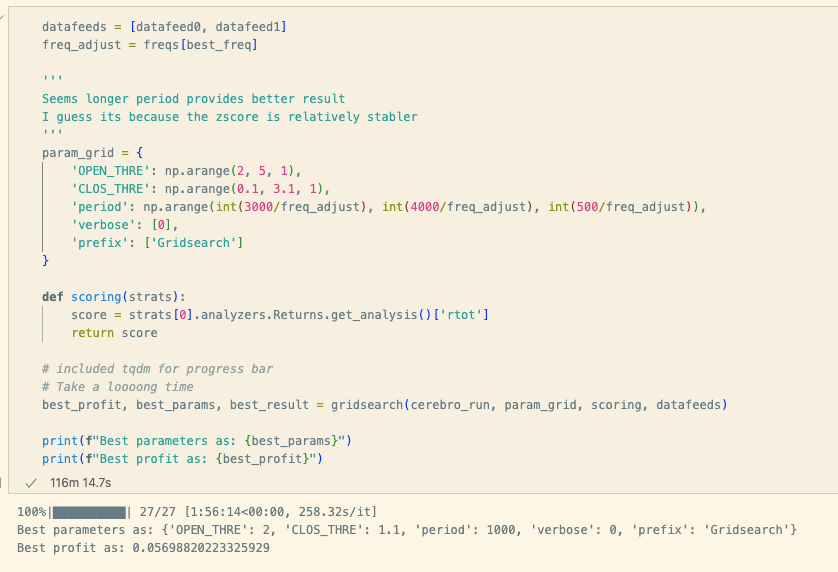 datafeeds = [datafeed0, datafeed1]
freq_adjust = freqs[best_freq]
'''
Seems longer period provides better result
I guess its because the zscore is relatively stabler
'''
param_grid = {
'OPEN_THRE': np.arange(2, 5, 1),
'CLOS_THRE': np.arange(0.1, 3.1, 1),
'period': np.arange(int(3000/freq_adjust), int(4000/freq_adjust), int(500/freq_adjust)),
'verbose': [0],
'prefix': ['Gridsearch']
}
def scoring(strats):
score = strats[0].analyzers.Returns.get_analysis()['rtot']
return score
# included tqdm for progress bar
# Take a loooong time
best_profit, best_params, best_result = gridsearch(cerebro_run, param_grid, scoring, datafeeds)
print(f"Best parameters as: {best_params}")
print(f"Best profit as: {best_profit}")
116m 14.7s
100%|██████████| 27/27 [1:56:14<00:00, 258.32s/it]
Best parameters as: {'OPEN_THRE': 2, 'CLOS_THRE': 1.1, 'period': 1000, 'verbose': 0, 'prefix': 'Gridsearch'}
Best profit as: 0.05698820223325929